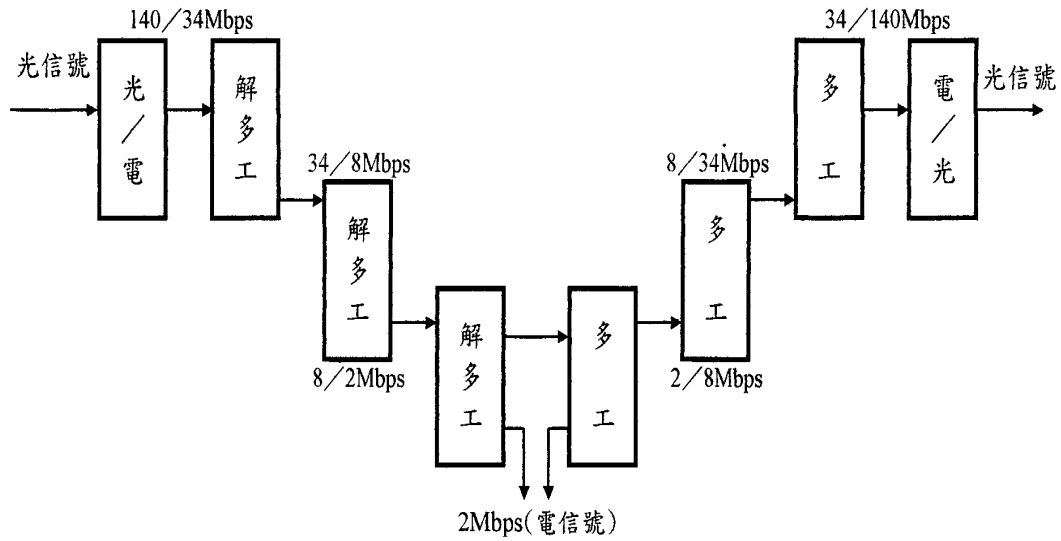 140／34Mbps
34／140Mbps
光信號
光／電
解多工
多工
電／光
光信號
34／8Mbps
8／34Mbps
解多工
多工
解多工
多工
8／2Mbps
2／8Mbps
2Mbps(電信號)